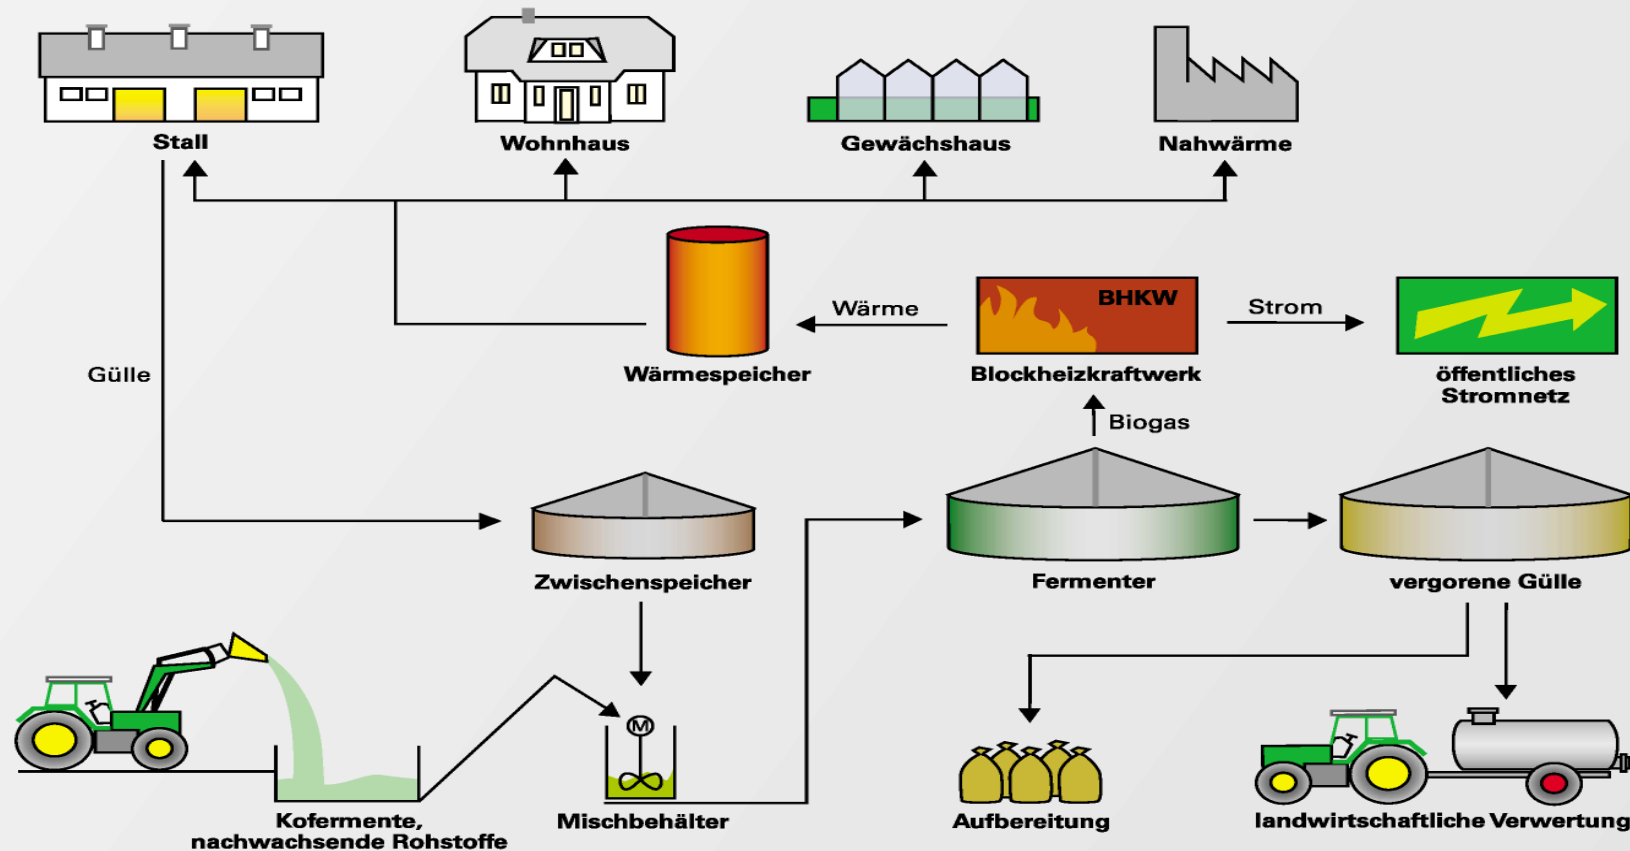 Stall
Wohnhaus
Gewächshaus
Nahwärme
BHKW
Wärme
Strom
Gülle
Wärmespeicher
Blockheizkraftwerk
öffentliches
Stromnetz
Biogas
Zwischenspeicher
Fermenter
vergorene Gülle
M
Kofermente,
nachwachsende Rohstoffe
Mischbehälter
Aufbereitung
landwirtschaftliche Verwertung